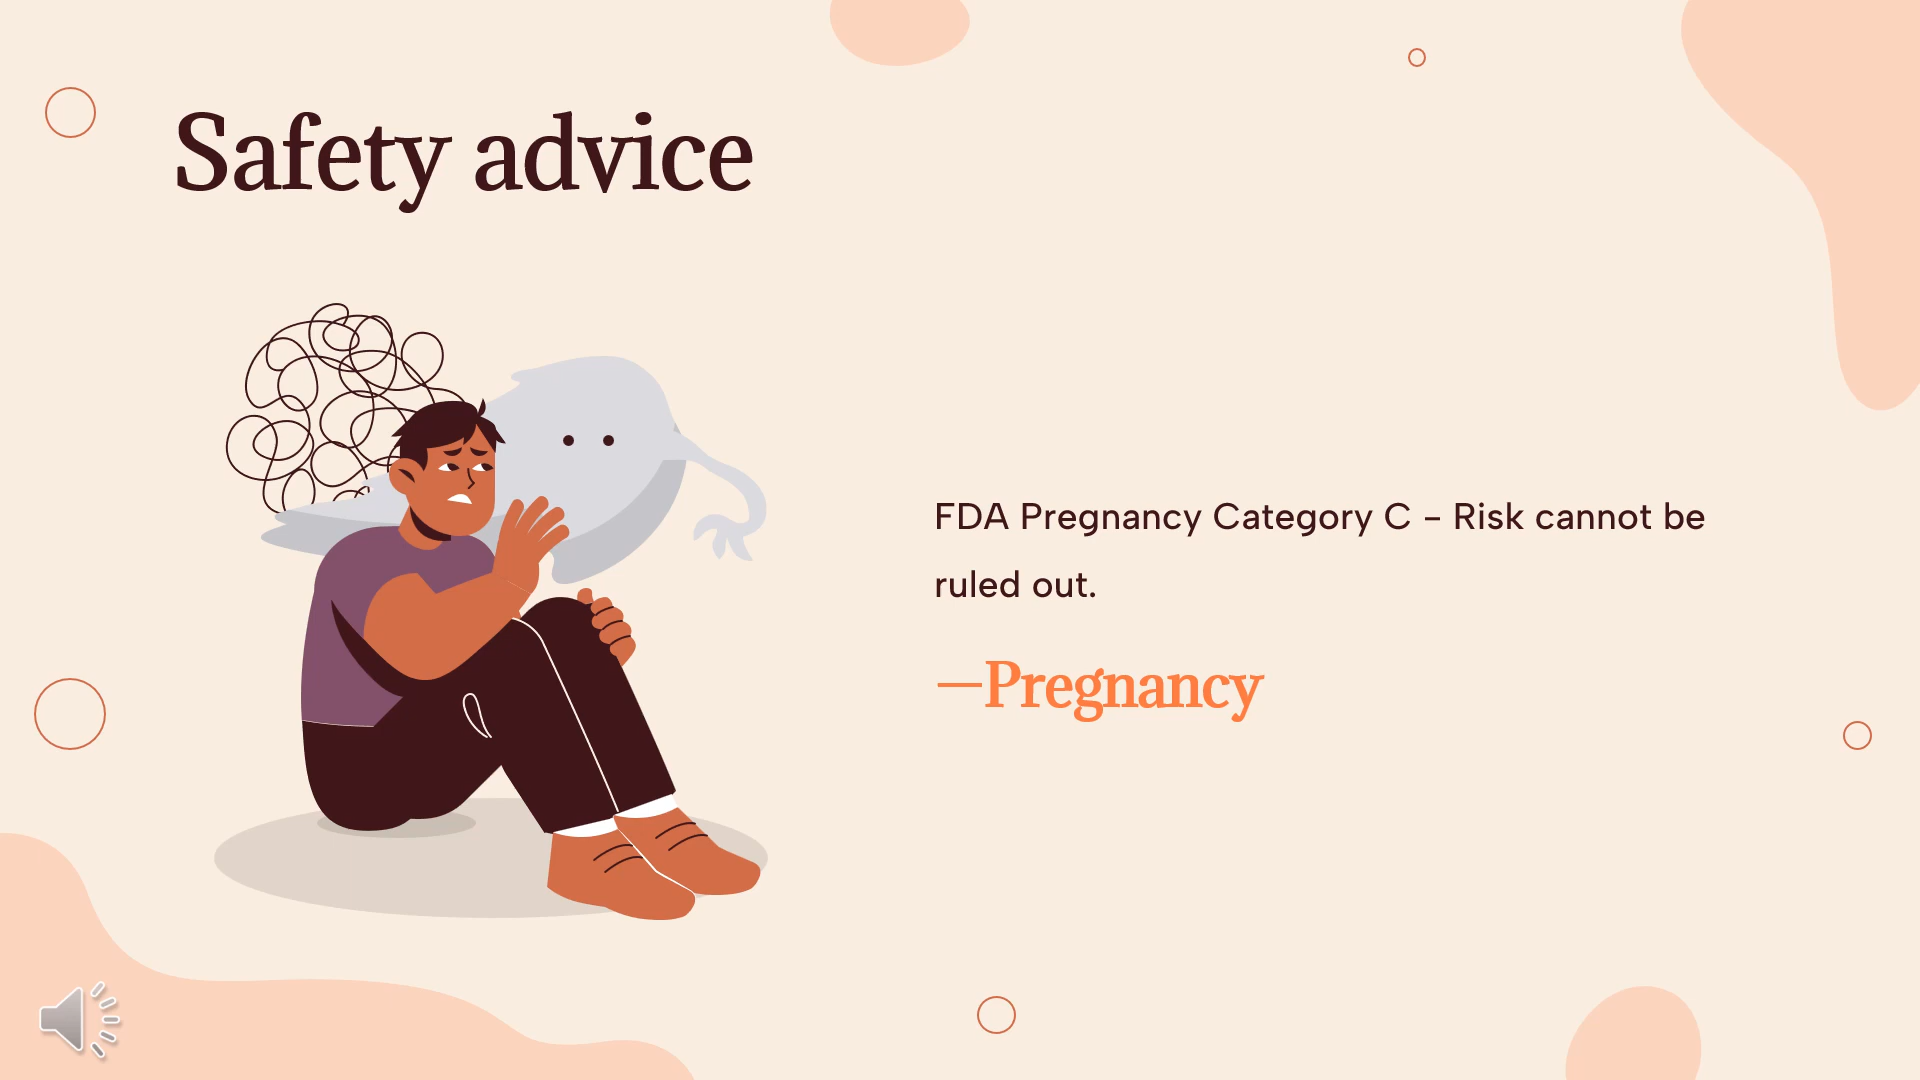 Safety advice
FDA Pregnancy Category C – Risk cannot be
ruled out.
—Pregnancy